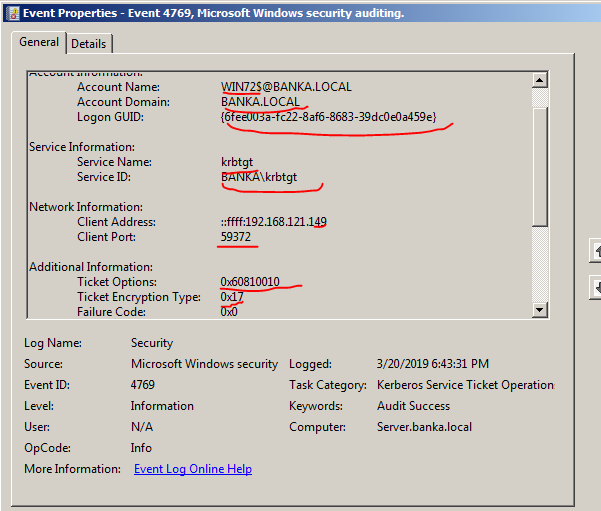 Event Properties - Event 4769, Microsoft Windows security auditing.
General Details
Account Information:
Account Name: WIN72$@BANKA.LOCAL
Account Domain: BANKA.LOCAL
Logon GUID: {6fee003a-fc22-8af6-8683-39dc0e0a459e}
Service Information:
Service Name: krbtgt
Service ID: BANKA\krbtgt
Network Information:
Client Address: ::ffff:192.168.121.149
Client Port: 59372
Additional Information:
Ticket Options: 0x60810010
Ticket Encryption Type: 0x17
Failure Code: 0x0
Log Name: Security
Source: Microsoft Windows security Logged: 3/20/2019 6:43:31 PM
Event ID: 4769 Task Category: Kerberos Service Ticket Operation
Level: Information Keywords: Audit Success
User: N/A Computer: Server.banka.local
OpCode: Info
More Information: Event Log Online Help